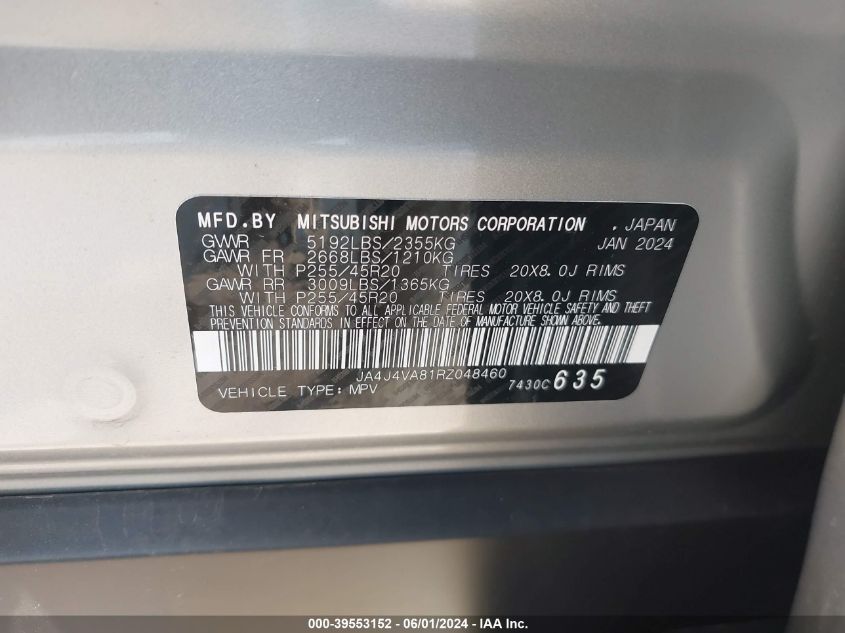 MFD.BY MITSUBISHI MOTORS CORPORATION . JAPAN
GVWR 5192LBS/2355KG JAN 2024
GAWR FR 2668LBS/1210KG
WITH P255/45R20 TIRES 20X8.0J RIMS
GAWR RR 3009LBS/1365KG
WITH P255/45R20 TIRES 20X8.0J RIMS
THIS VEHICLE CONFORMS TO ALL APPLICABLE FEDERAL MOTOR VEHICLE SAFETY AND THEFT
PREVENTION STANDARDS IN EFFECT ON THE DATE OF MANUFACTURE SHOWN ABOVE.
JA4J4VA81RZ048460
VEHICLE TYPE: MPV 7430C 635
000-39553152 - 06/01/2024 - IAA Inc.